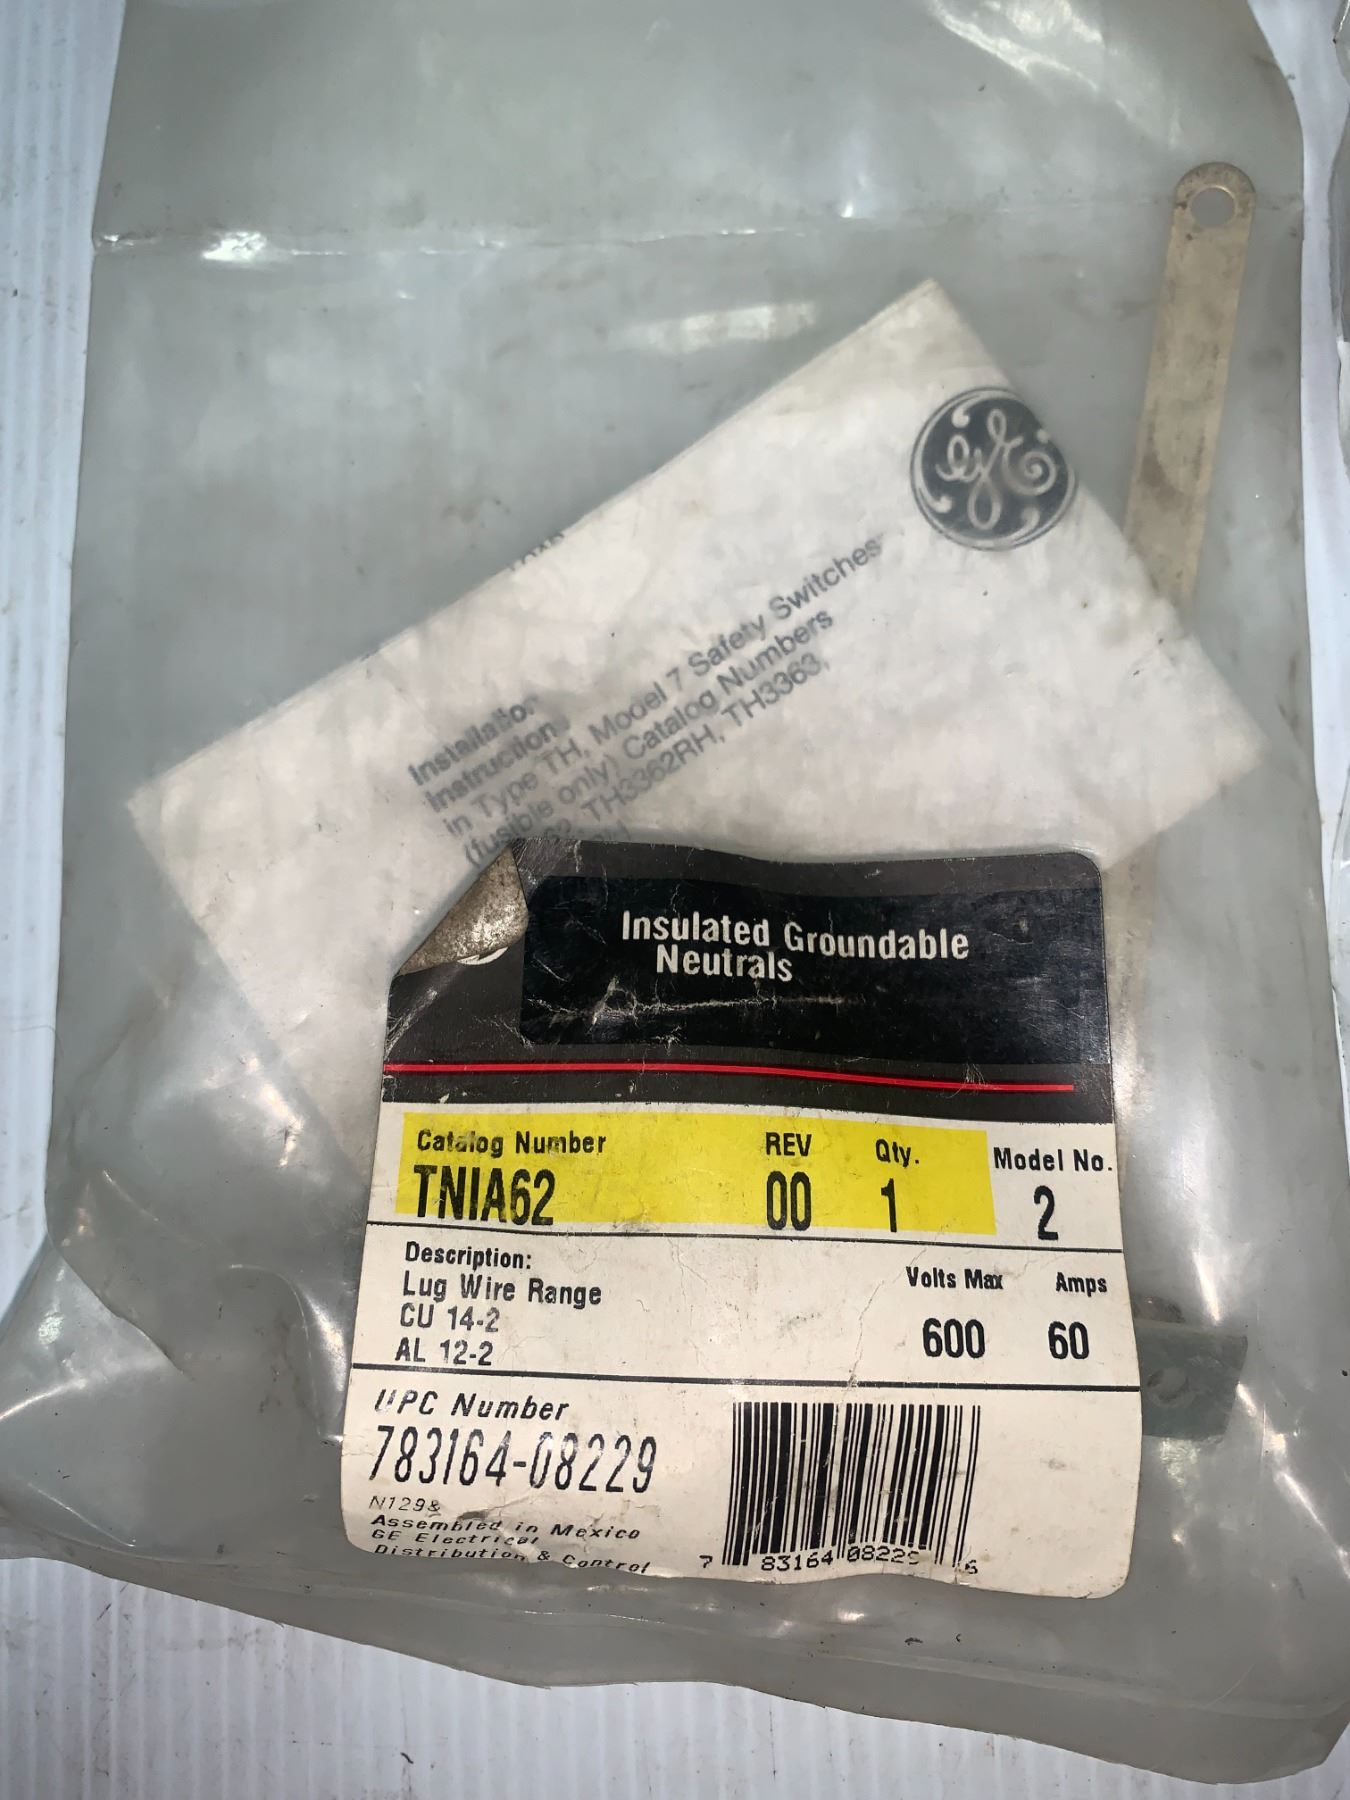 GE
Installation
Instructions
in Type TH, Model 7 Safety Switches
(fusible only) Catalog Numbers
62, TH3362RH, TH3363,
Insulated Groundable
Neutrals
Catalog Number REV Qty. Model No.
TNIA62 00 1 2
Description:
Lug Wire Range Volts Max Amps
CU 14-2 600 60
AL 12-2
UPC Number
783164-08229
N1298
Assembled in Mexico
GE Electrical
Distribution & Control
7 83164 08229 6